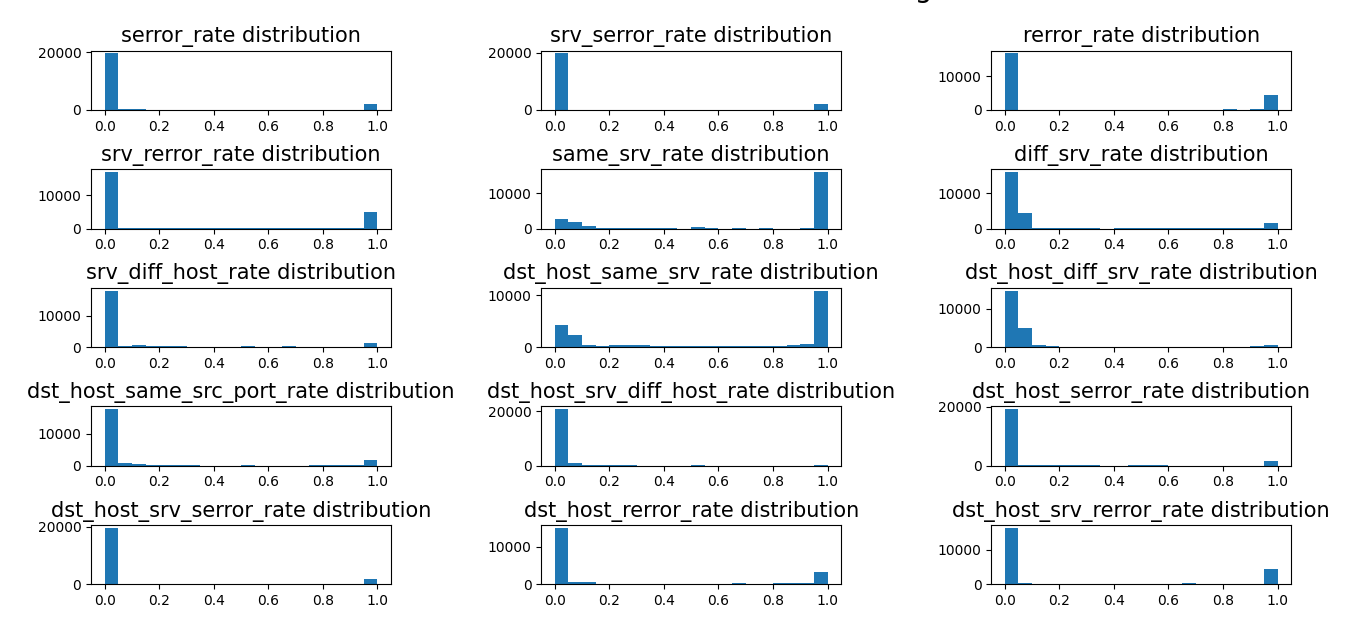 serror_rate distribution
srv_serror_rate distribution
rerror_rate distribution
20000
0
0.0 0.2 0.4 0.6 0.8 1.0
20000
0
0.0 0.2 0.4 0.6 0.8 1.0
10000
0
0.0 0.2 0.4 0.6 0.8 1.0
srv_rerror_rate distribution
same_srv_rate distribution
diff_srv_rate distribution
10000
0
0.0 0.2 0.4 0.6 0.8 1.0
10000
0
0.0 0.2 0.4 0.6 0.8 1.0
10000
0
0.0 0.2 0.4 0.6 0.8 1.0
srv_diff_host_rate distribution
dst_host_same_srv_rate distribution
dst_host_diff_srv_rate distribution
10000
0
0.0 0.2 0.4 0.6 0.8 1.0
10000
0
0.0 0.2 0.4 0.6 0.8 1.0
10000
0
0.0 0.2 0.4 0.6 0.8 1.0
dst_host_same_src_port_rate distribution
dst_host_srv_diff_host_rate distribution
dst_host_serror_rate distribution
10000
0
0.0 0.2 0.4 0.6 0.8 1.0
20000
0
0.0 0.2 0.4 0.6 0.8 1.0
20000
0
0.0 0.2 0.4 0.6 0.8 1.0
dst_host_srv_serror_rate distribution
dst_host_rerror_rate distribution
dst_host_srv_rerror_rate distribution
20000
0
0.0 0.2 0.4 0.6 0.8 1.0
10000
0
0.0 0.2 0.4 0.6 0.8 1.0
10000
0
0.0 0.2 0.4 0.6 0.8 1.0